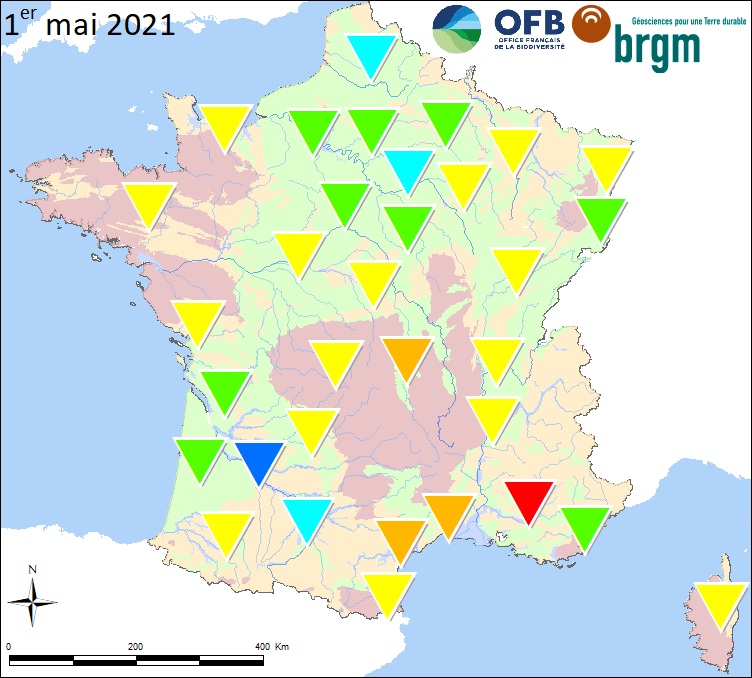 1er mai 2021
OFB
OFFICE FRANÇAIS
DE LA BIODIVERSITÉ
Géosciences pour une Terre durable
brgm
N
0 200 400 Km